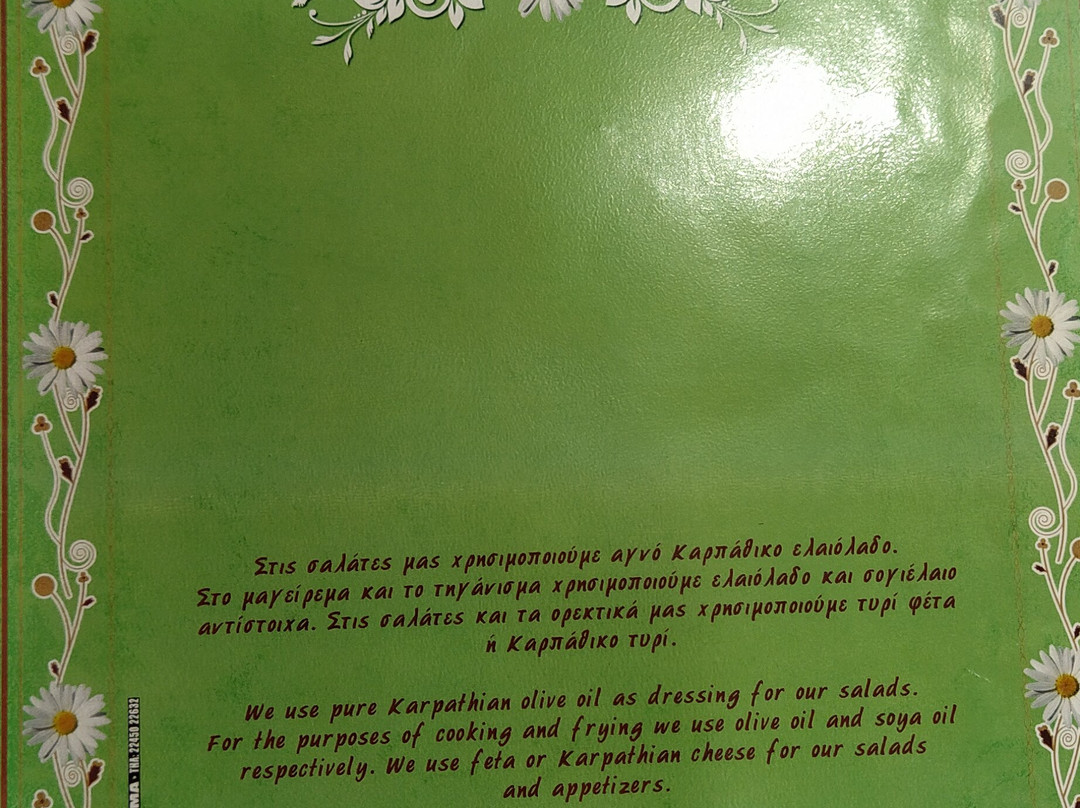 Στις σαλάτες μας χρησιμοποιούμε αγνό Καρπάθικο ελαιόλαδο.
Στο μαγείρεμα και το τηγάνισμα χρησιμοποιούμε ελαιόλαδο και σογιέλαιο
αντίστοιχα. Στις σαλάτες και τα ορεκτικά μας χρησιμοποιούμε τυρί φέτα
ή Καρπάθικο τυρί.
We use pure Karpathian olive oil as dressing for our salads.
For the purposes of cooking and frying we use olive oil and soya oil
respectively. We use feta or Karpathian cheese for our salads
and appetizers.
ΤΗΛ. 22450 22632